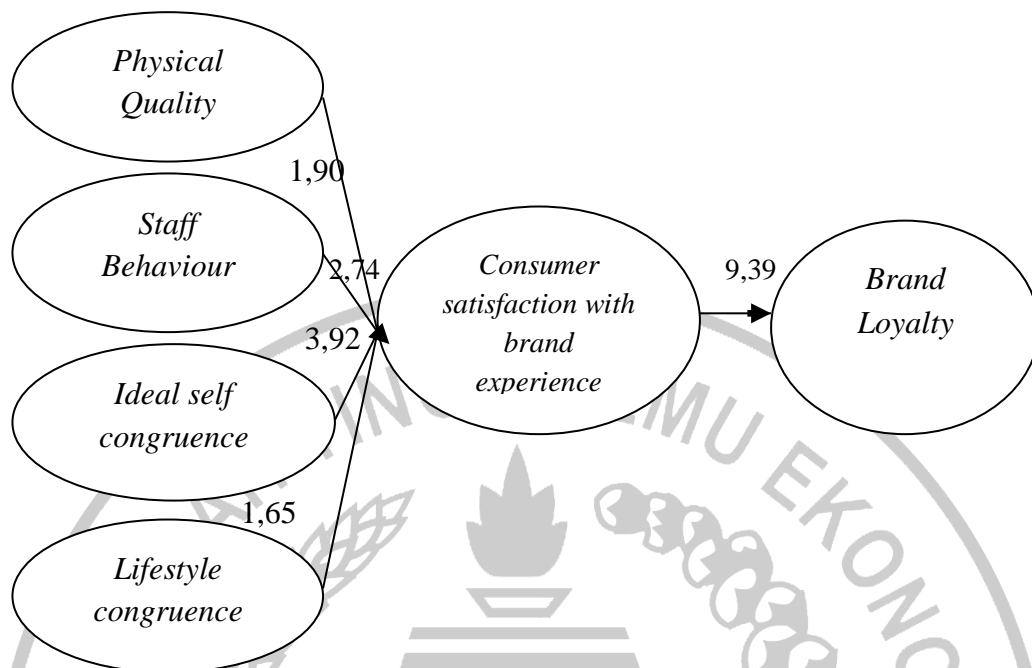 Physical
Quality
1,90
Staff
Behaviour
2,74
Consumer
satisfaction with
brand
experience
9,39
Brand
Loyalty
3,92
Ideal self
congruence
1,65
Lifestyle
congruence
EKONO